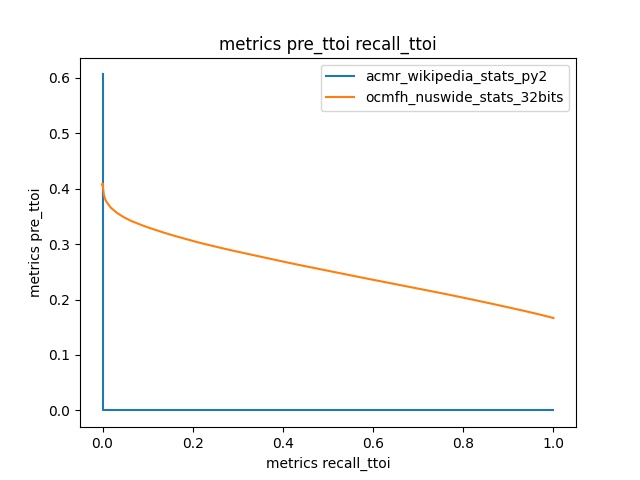 metrics pre_ttoi recall_ttoi
acmr_wikipedia_stats_py2
ocmfh_nuswide_stats_32bits
metrics pre_ttoi
0.6
0.5
0.4
0.3
0.2
0.1
0.0
0.0 0.2 0.4 0.6 0.8 1.0
metrics recall_ttoi